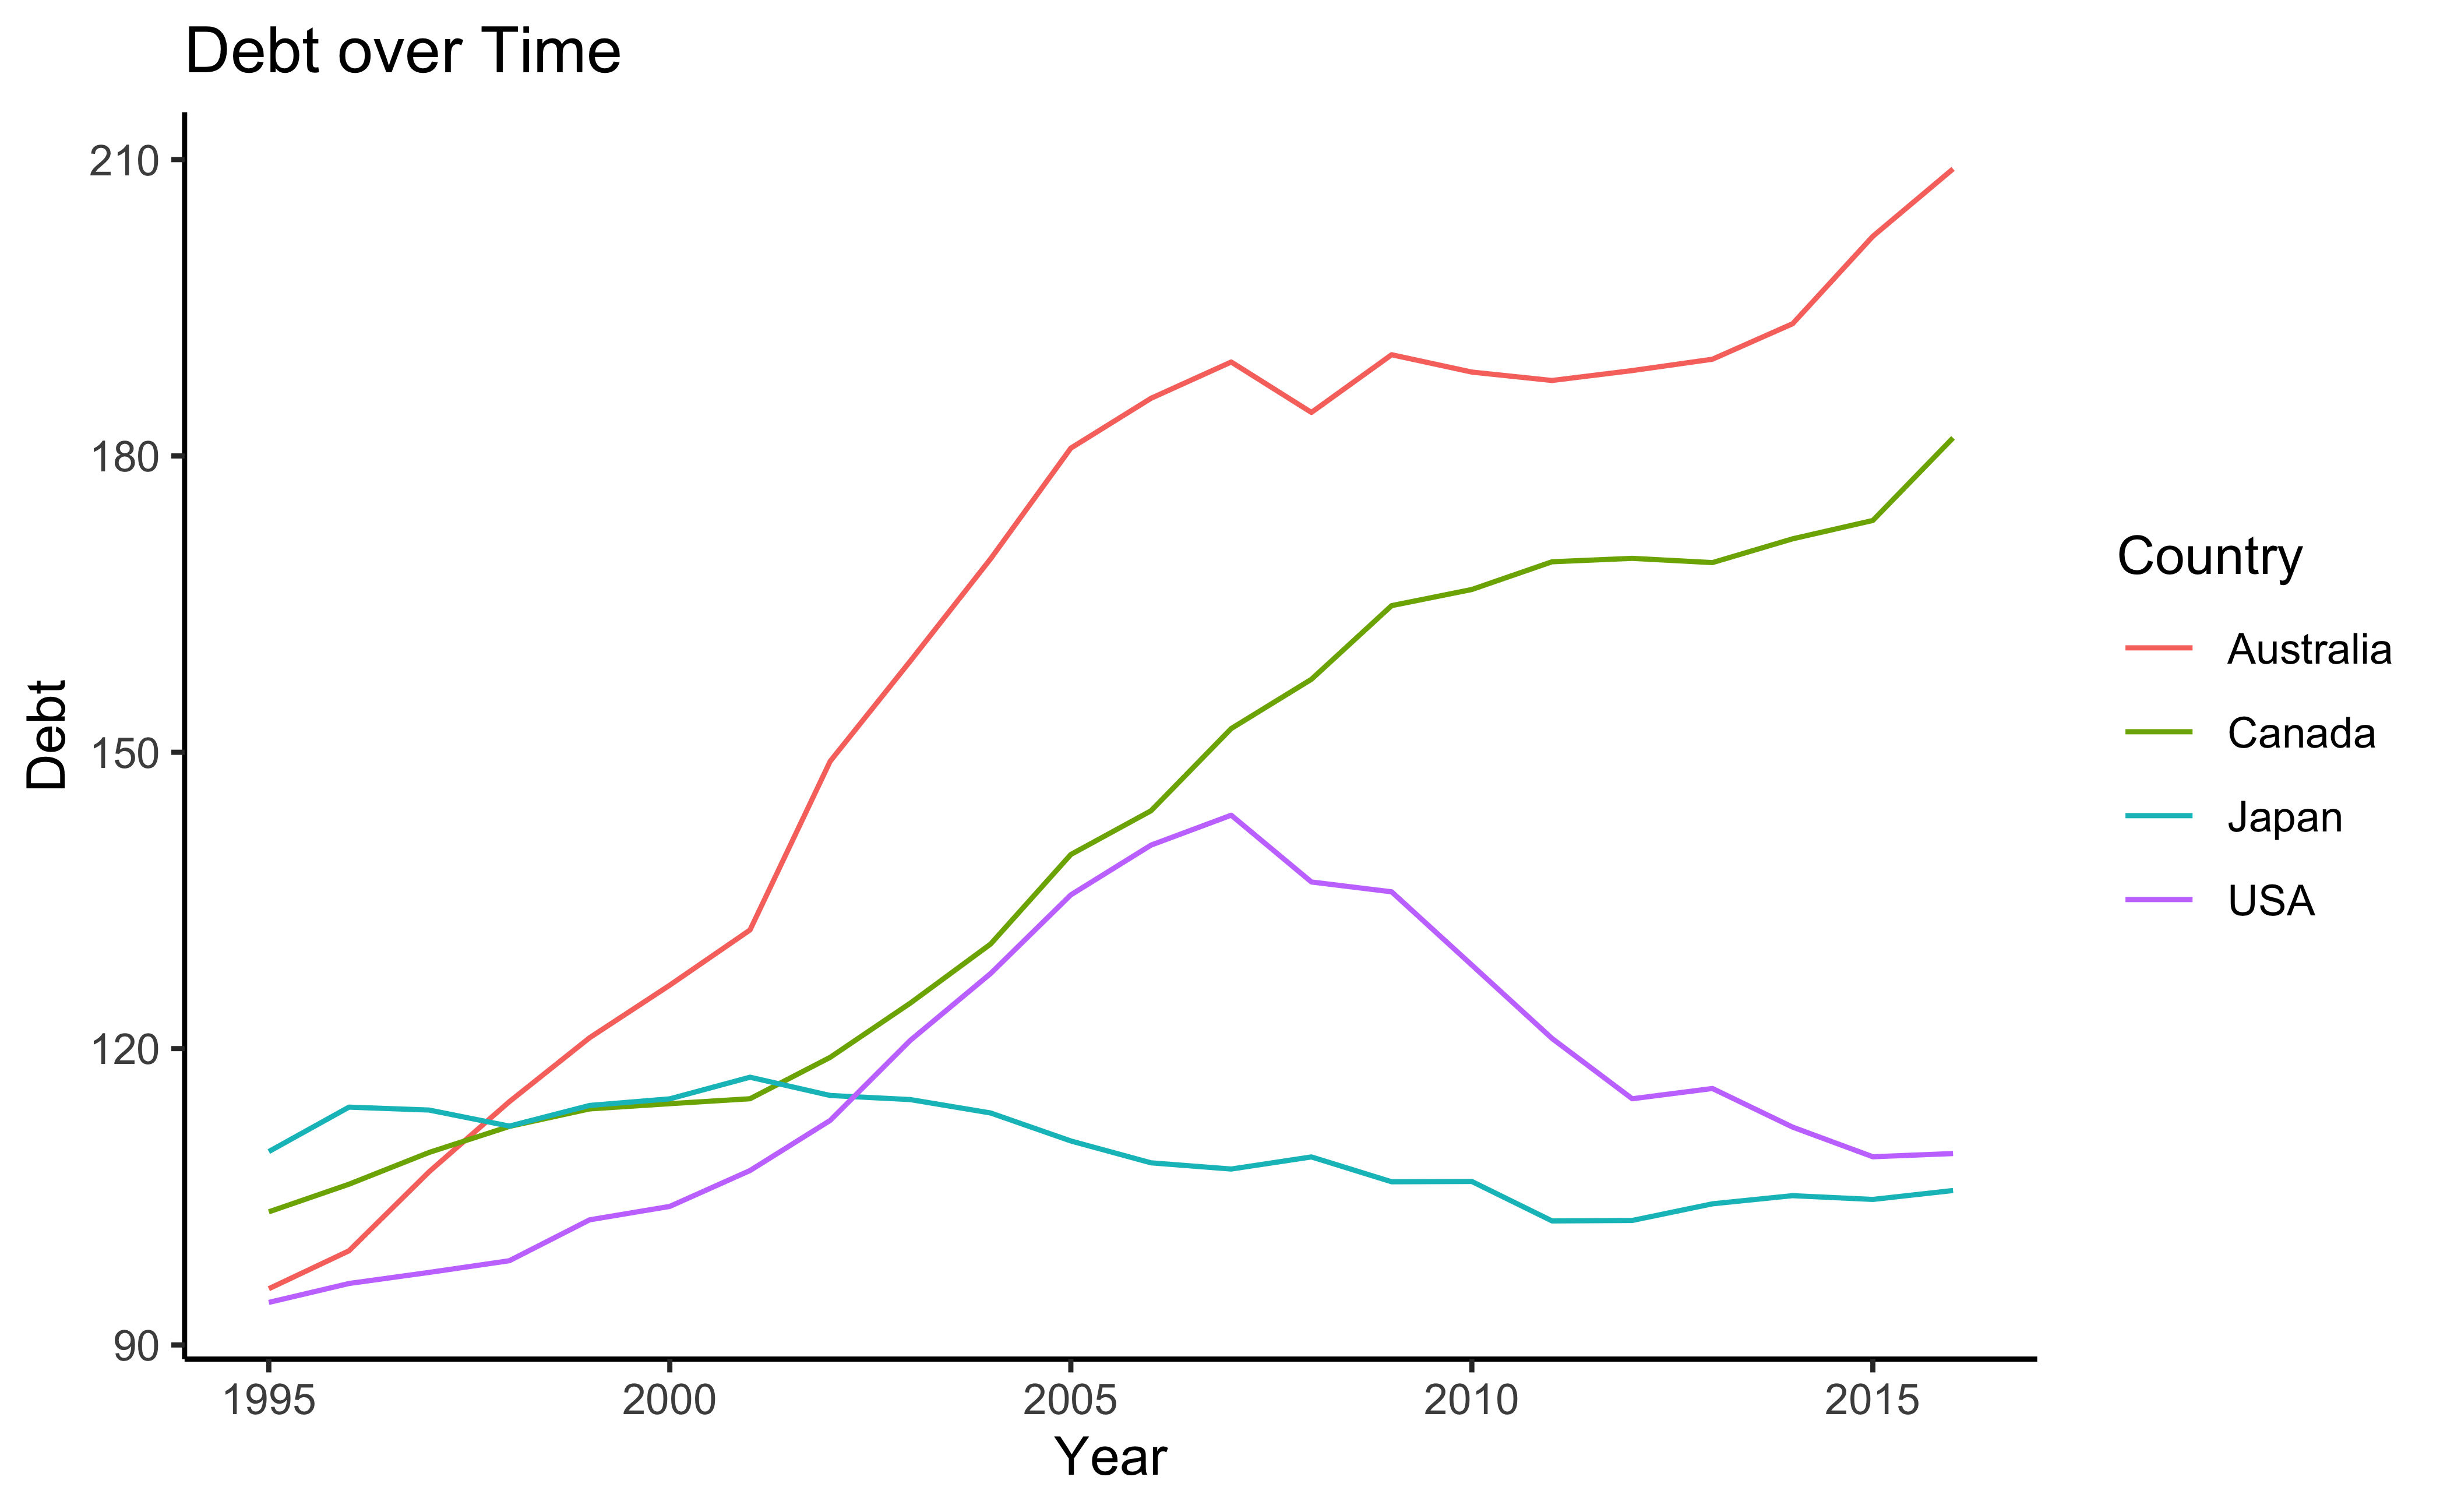 Debt over Time
210
180
150
120
90
Debt
1995 2000 2005 2010 2015
Year
Country
Australia
Canada
Japan
USA